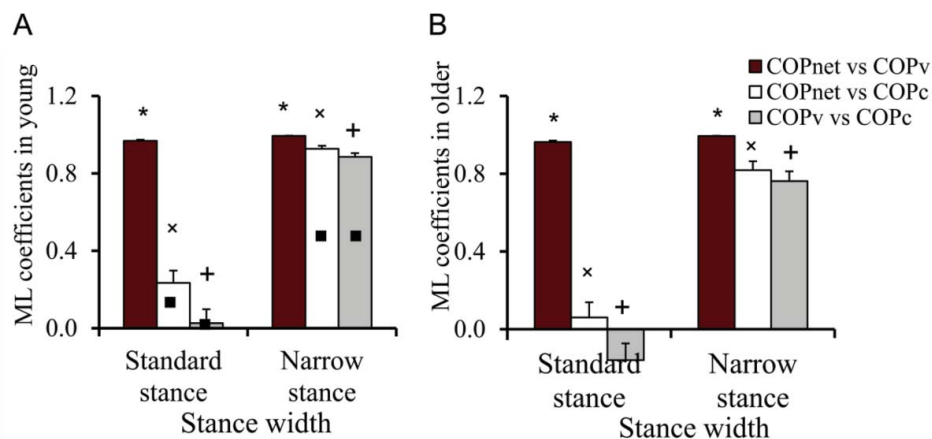 A
ML coefficients in young
1.2
0.8
0.4
0.0
*
×
+
*
×
+
Standard
stance
Narrow
stance
Stance width
B
COPnet vs COPv
COPnet vs COPc
COPv vs COPc
ML coefficients in older
1.2
0.8
0.4
0.0
*
×
+
*
×
+
Standard
stance
Narrow
stance
Stance width